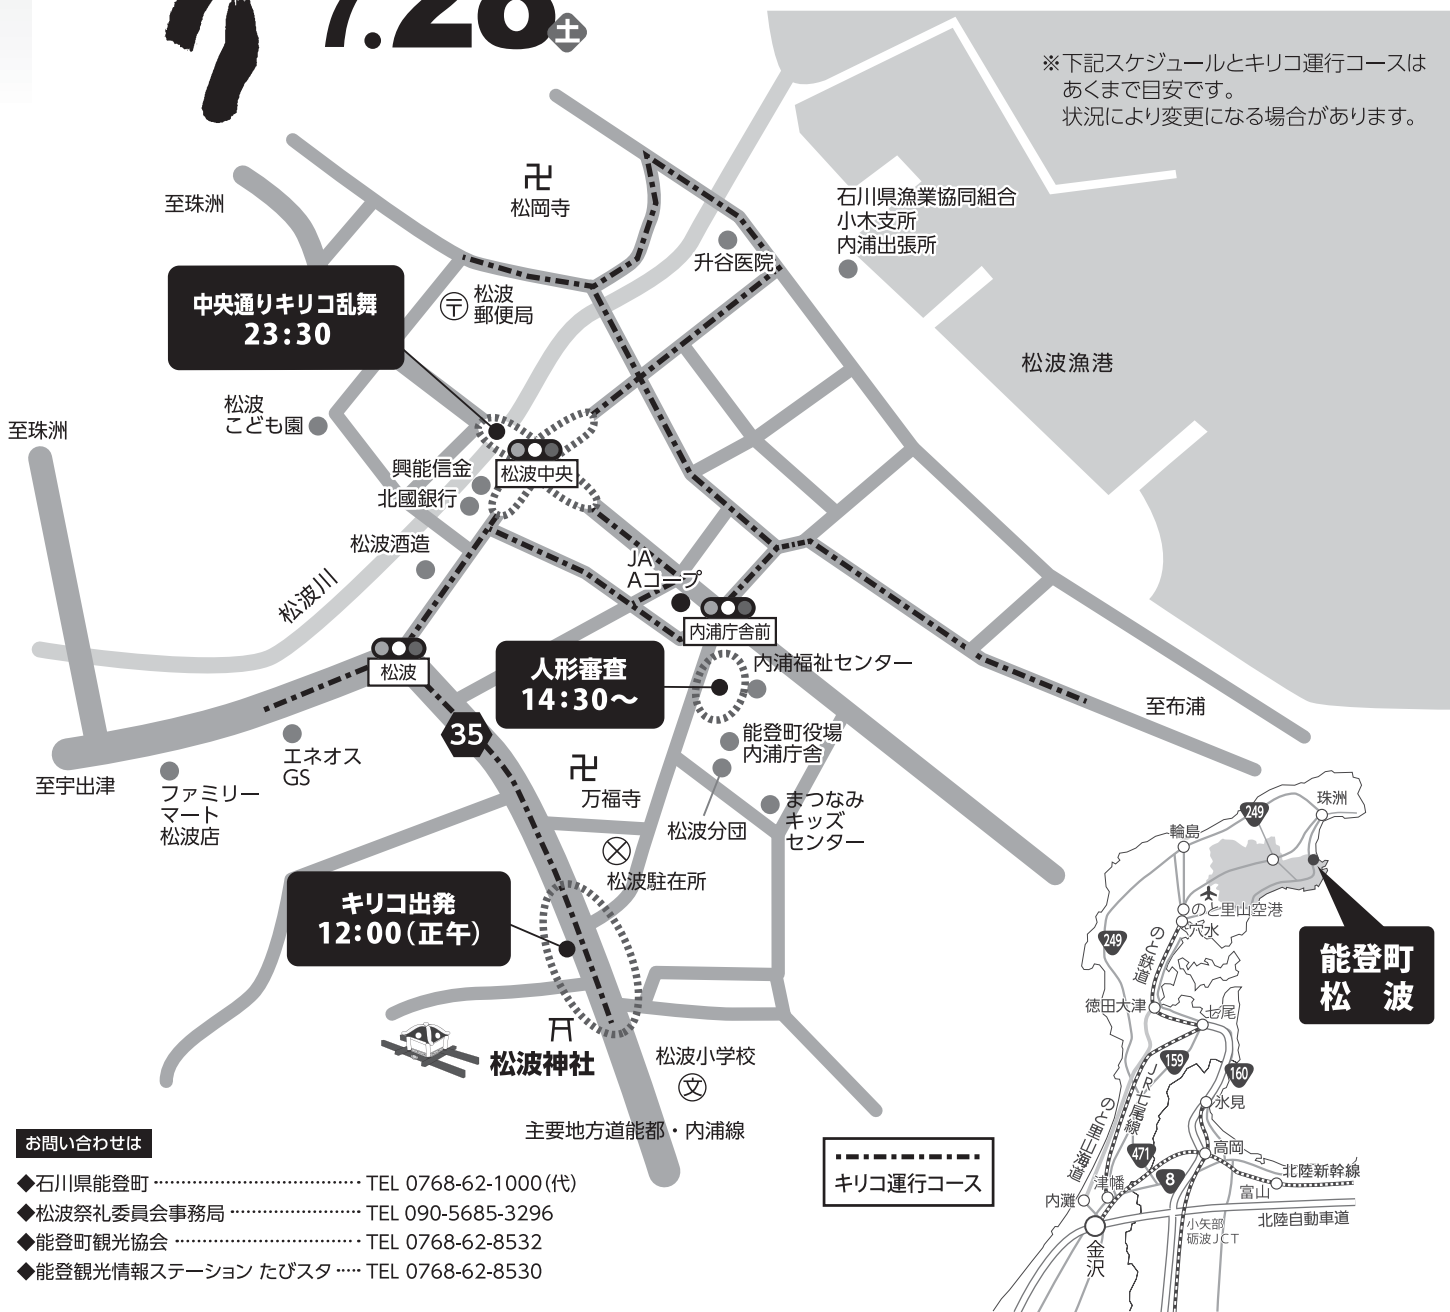 7.28
土
※下記スケジュールとキリコ運行コースは
あくまで目安です。
状況により変更になる場合があります。
至珠洲
卍
松岡寺
升谷医院
石川県漁業協同組合
小木支所
内浦出張所
中央通りキリコ乱舞
23:30
〒
松波
郵便局
松波漁港
松波
こども園
至珠洲
興能信金
北國銀行
松波中央
松波酒造
松波川
JA
Aコープ
内浦庁舎前
松波
人形審査
14:30〜
内浦福祉センター
至布浦
35
能登町役場
内浦庁舎
エネオス
GS
至宇出津
ファミリー
マート
松波店
卍
万福寺
松波分団
まつなみ
キッズ
センター
松波駐在所
キリコ出発
12:00(正午)
松波神社
松波小学校
文
主要地方道能都・内浦線
キリコ運行コース
お問い合わせは
◆石川県能登町 TEL 0768-62-1000(代)
◆松波祭礼委員会事務局 TEL 090-5685-3296
◆能登町観光協会 TEL 0768-62-8532
◆能登観光情報ステーション たびスタ TEL 0768-62-8530
珠洲
249
輪島
のと里山空港
穴水
249
のと鉄道
能登町
松 波
徳田大津
七尾
159
160
JR七尾線
のと里山海道
氷見
471
高岡
8
北陸新幹線
津幡
富山
内灘
北陸自動車道
小矢部
砺波JCT
金沢